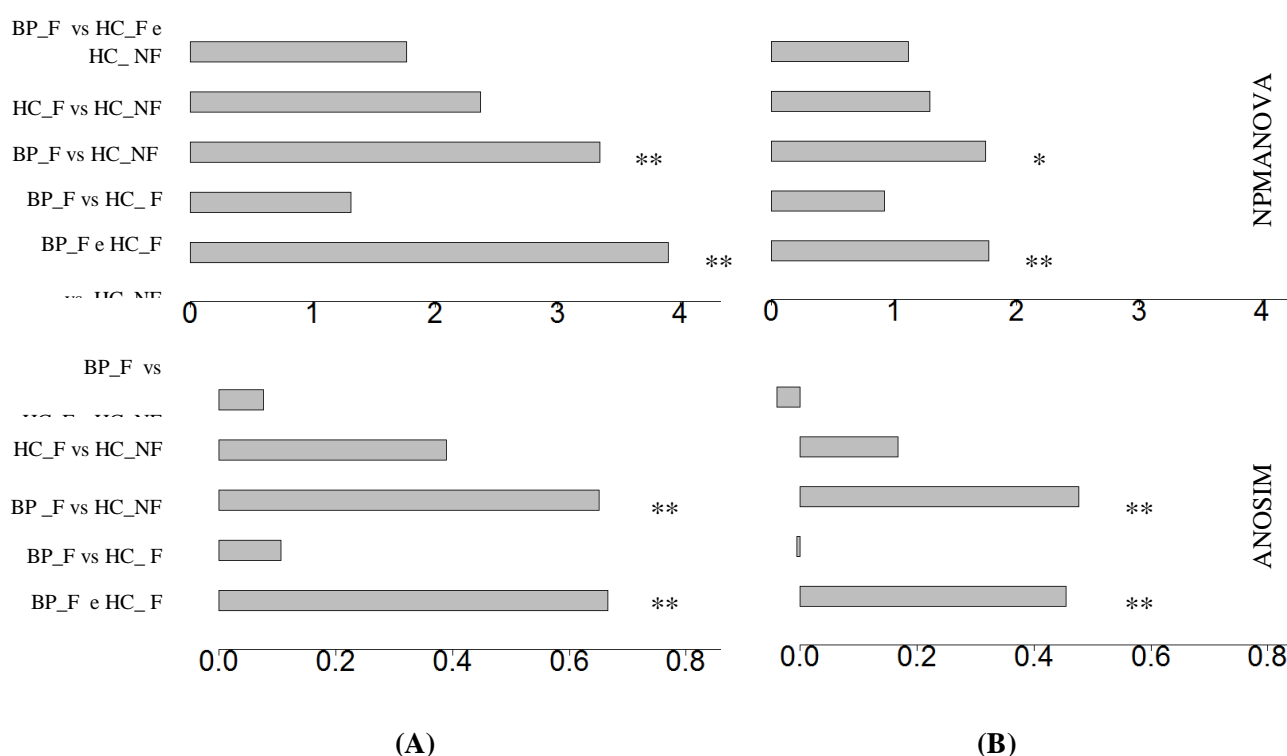 BP_F vs HC_F e
HC_ NF
HC_F vs HC_NF
BP_F vs HC_NF
BP_F vs HC_ F
BP_F e HC_F
vs HC_NF
** 
**
0 1 2 3 4
*
**
0 1 2 3 4
NPMANOVA
BP_F vs
HC_F vs HC_NF
BP _F vs HC_NF
BP_F vs HC_ F
BP_F e HC_ F
**
**
0.0 0.2 0.4 0.6 0.8
**
**
0.0 0.2 0.4 0.6 0.8
ANOSIM
(A)
(B)